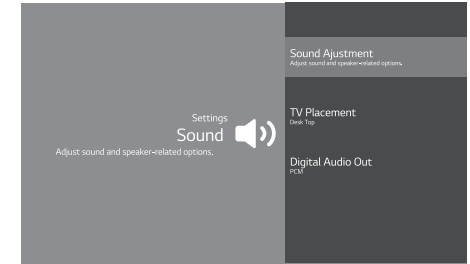 Settings
Sound
Adjust sound and speaker-related options.
Sound Ajustment
Adjust sound and speaker-related options.
TV Placement
Desk Top
Digital Audio Out
PCM